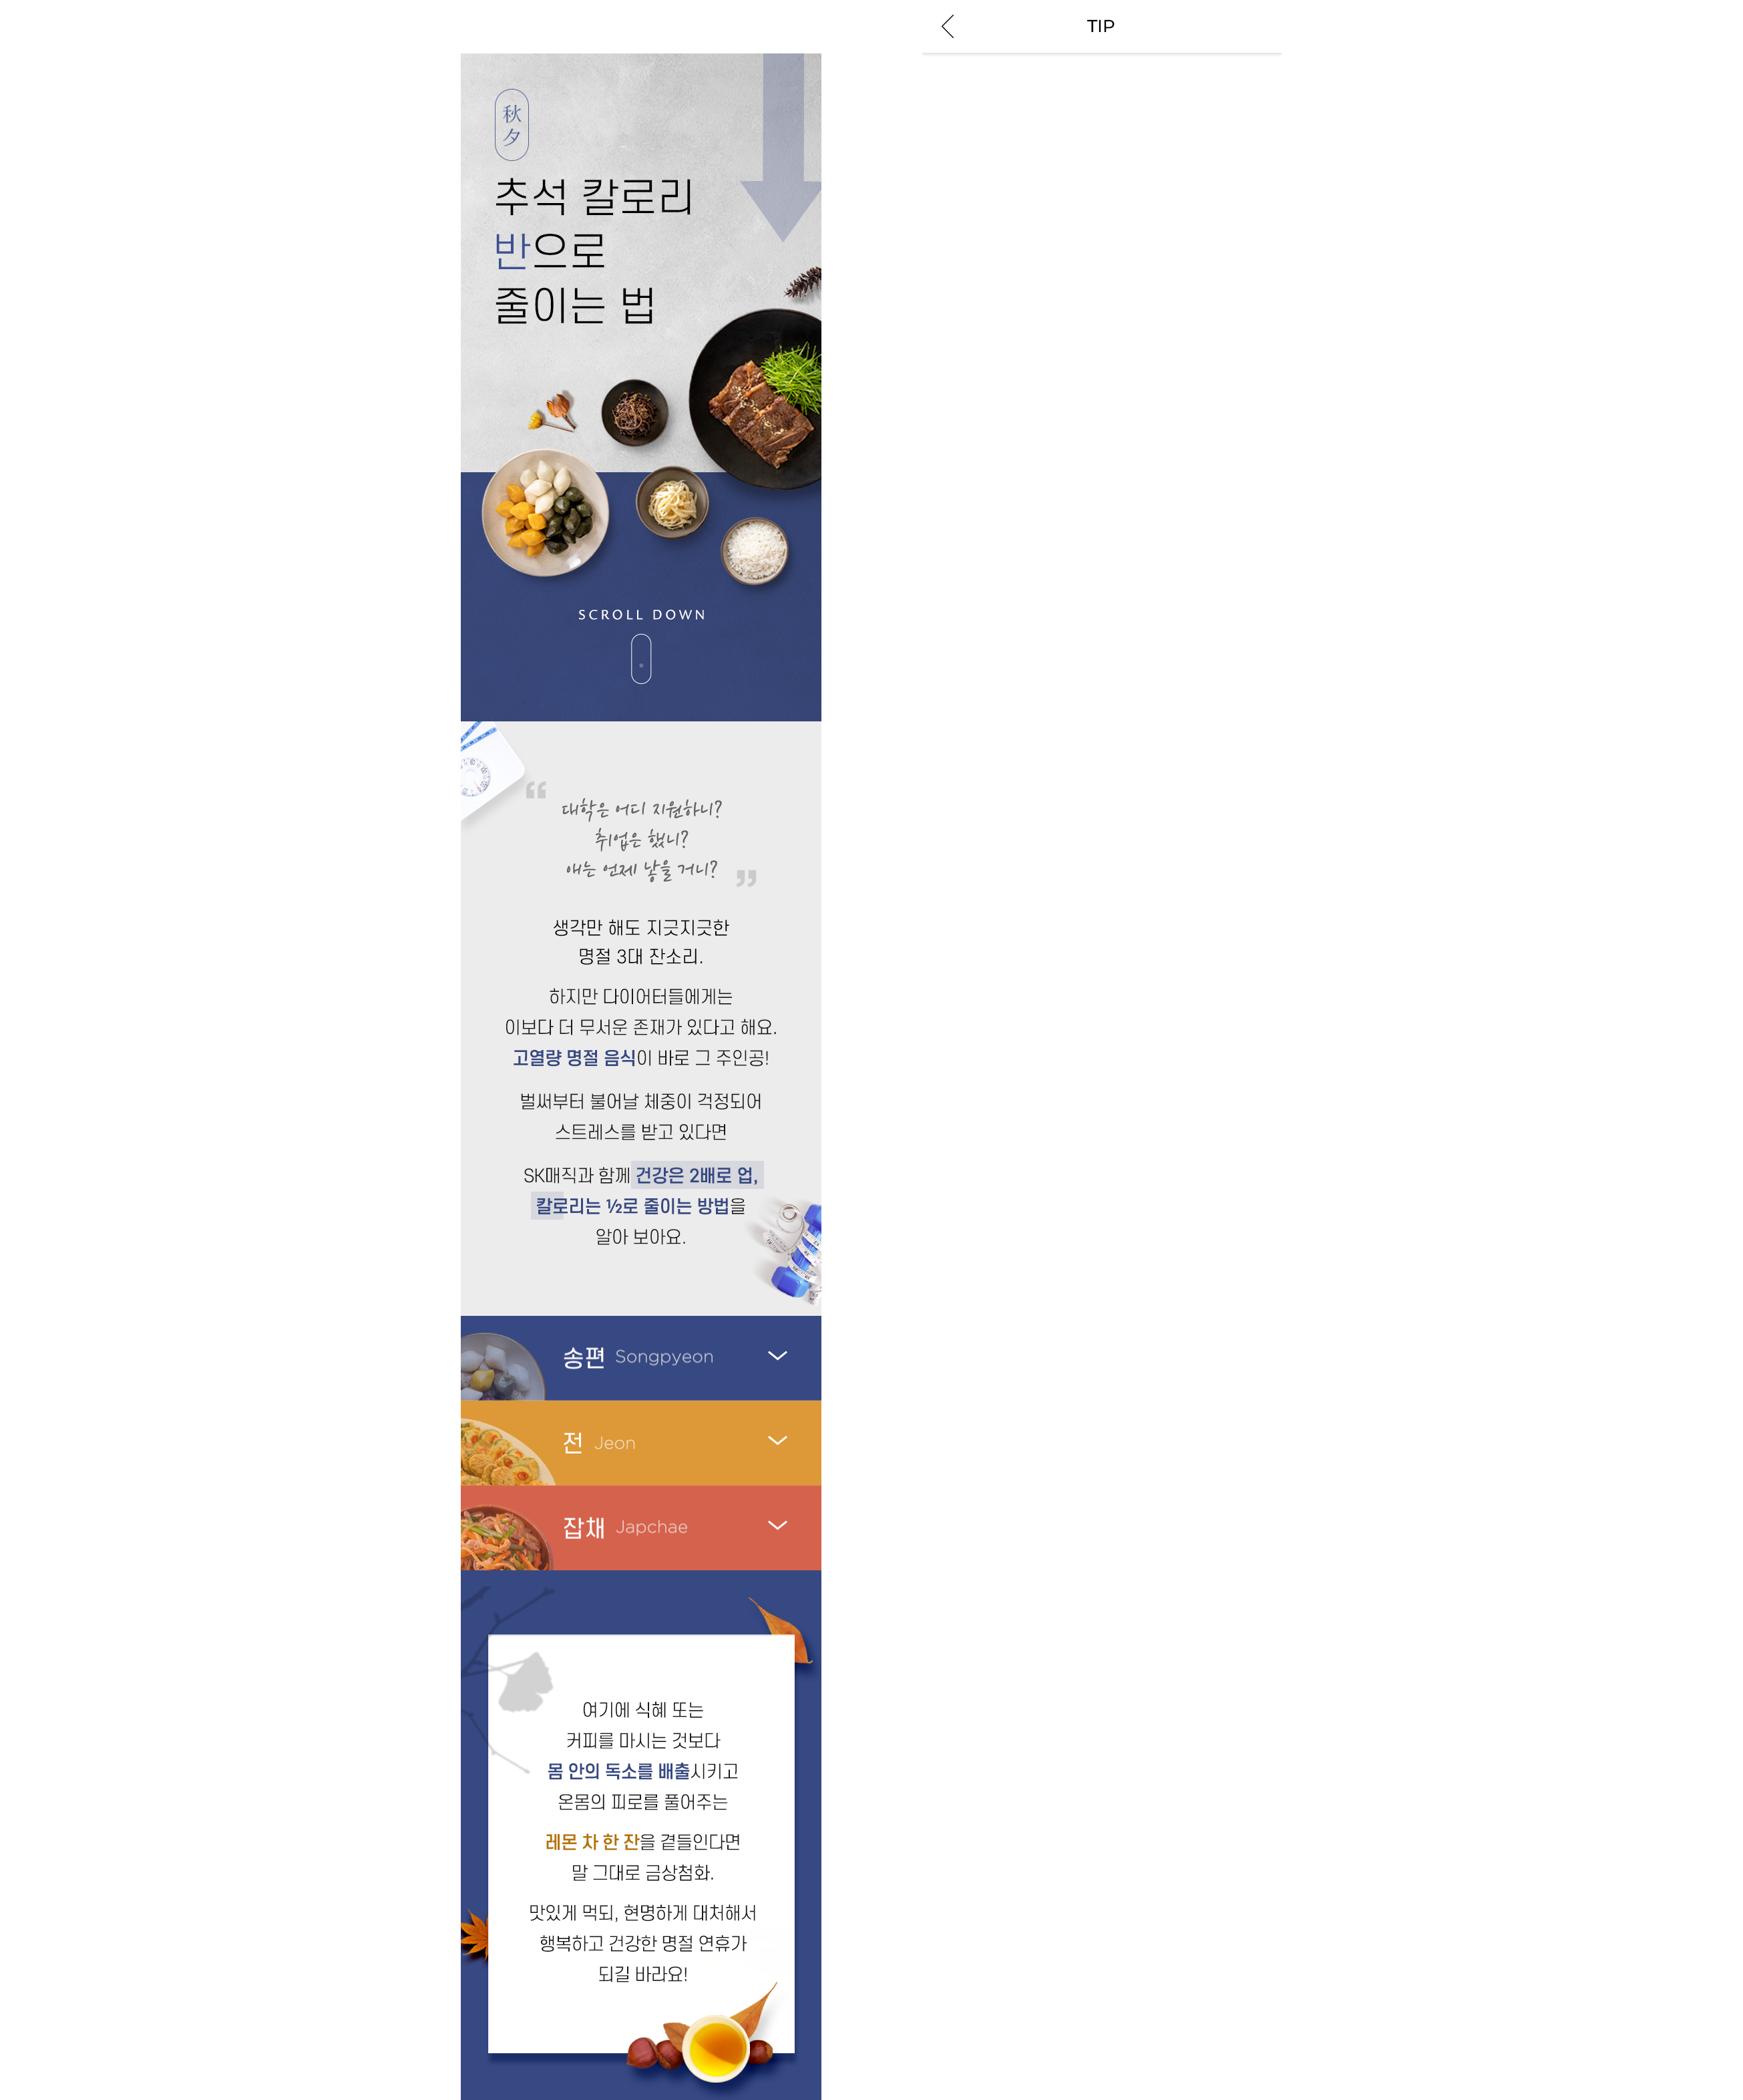 TIP
秋夕
추석 칼로리
반으로
줄이는 법
SCROLL DOWN
“ 대학은 어디 지원하니?
취업은 했니?
애는 언제 낳을 거니? ”
생각만 해도 지긋지긋한
명절 3대 잔소리.
하지만 다이어터들에게는
이보다 더 무서운 존재가 있다고 해요.
고열량 명절 음식이 바로 그 주인공!
벌써부터 불어날 체중이 걱정되어
스트레스를 받고 있다면
SK매직과 함께 건강은 2배로 업,
칼로리는 ½로 줄이는 방법을
알아 보아요.
송편 Songpyeon
전 Jeon
잡채 Japchae
여기에 식혜 또는
커피를 마시는 것보다
몸 안의 독소를 배출시키고
온몸의 피로를 풀어주는
레몬 차 한 잔을 곁들인다면
말 그대로 금상첨화.
맛있게 먹되, 현명하게 대처해서
행복하고 건강한 명절 연휴가
되길 바라요!